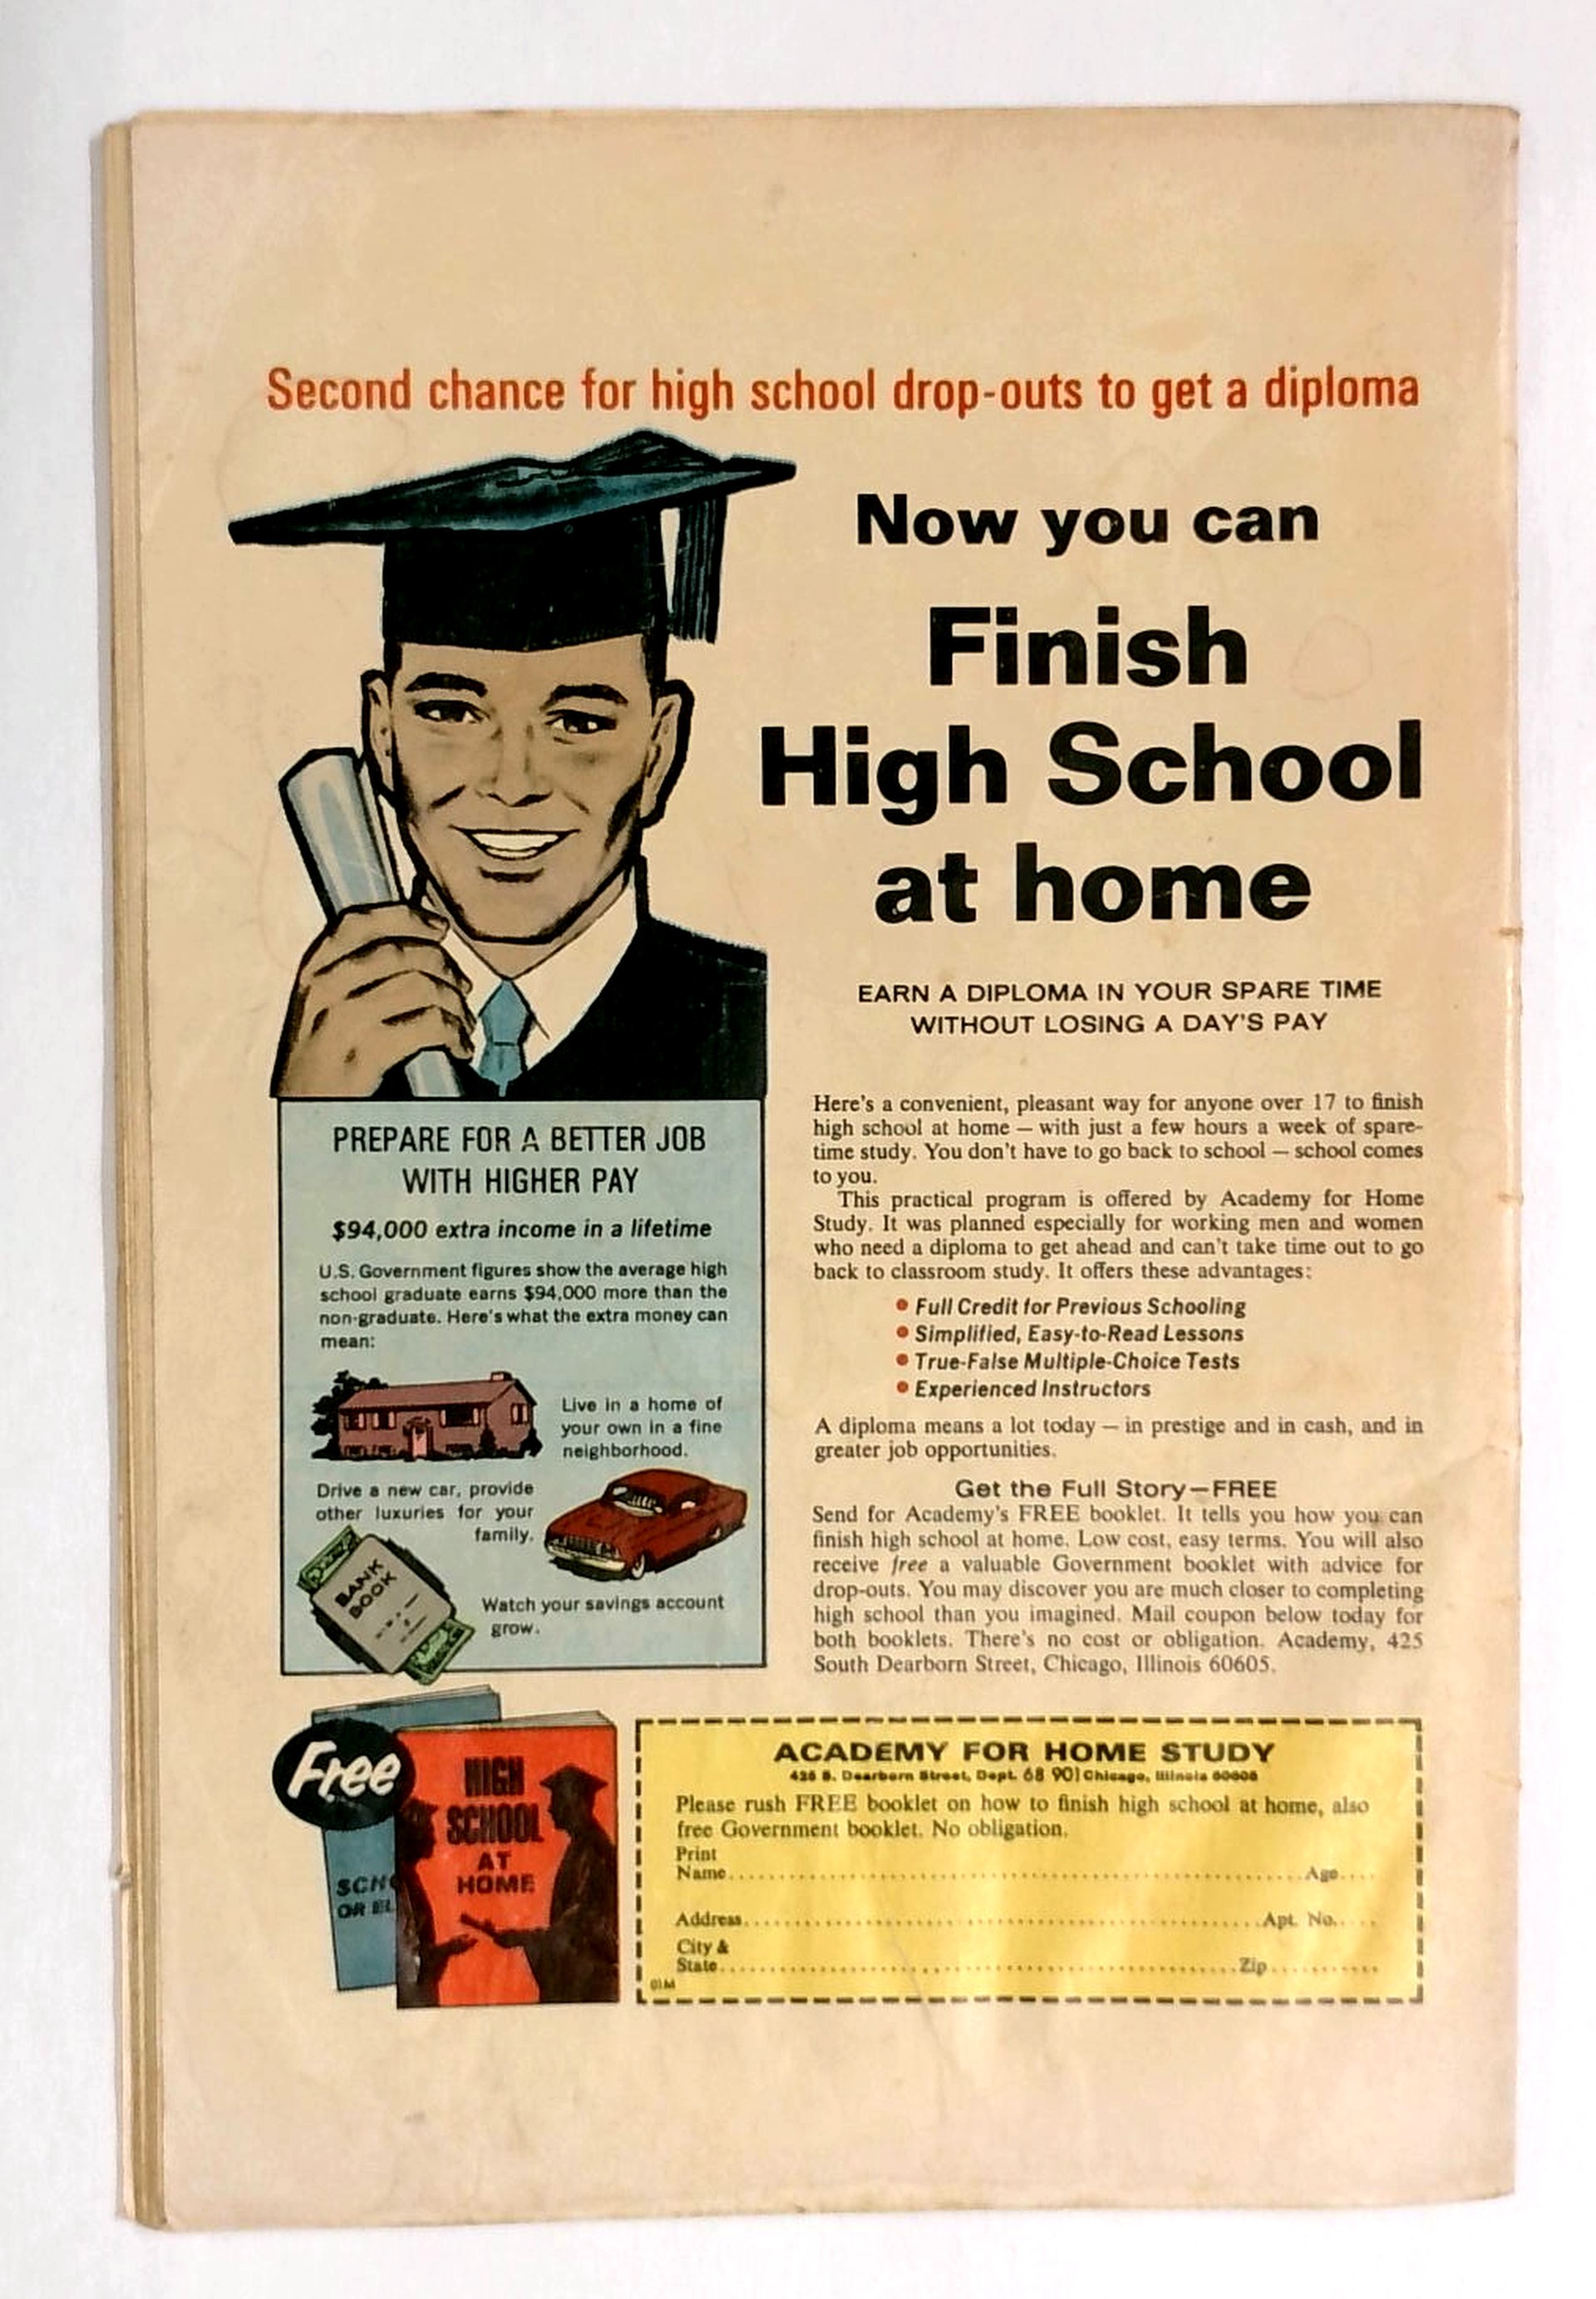 Second chance for high school drop-outs to get a diploma
Now you can
Finish
High School
at home
EARN A DIPLOMA IN YOUR SPARE TIME
WITHOUT LOSING A DAY'S PAY
PREPARE FOR A BETTER JOB
WITH HIGHER PAY
$94,000 extra income in a lifetime
U.S. Government figures show the average high
school graduate earns $94,000 more than the
non-graduate. Here's what the extra money can
mean:
Live in a home of
your own in a fine
neighborhood.
Drive a new car, provide
other luxuries for your
family.
BANK
BOOK
Watch your savings account
grow.
Here's a convenient, pleasant way for anyone over 17 to finish
high school at home — with just a few hours a week of spare-
time study. You don't have to go back to school — school comes
to you.
This practical program is offered by Academy for Home
Study. It was planned especially for working men and women
who need a diploma to get ahead and can't take time out to go
back to classroom study. It offers these advantages:
• Full Credit for Previous Schooling
• Simplified, Easy-to-Read Lessons
• True-False Multiple-Choice Tests
• Experienced Instructors
A diploma means a lot today — in prestige and in cash, and in
greater job opportunities.
Get the Full Story—FREE
Send for Academy's FREE booklet. It tells you how you can
finish high school at home. Low cost, easy terms. You will also
receive free a valuable Government booklet with advice for
drop-outs. You may discover you are much closer to completing
high school than you imagined. Mail coupon below today for
both booklets. There's no cost or obligation. Academy, 425
South Dearborn Street, Chicago, Illinois 60605.
Free
SCHO
OR EL
HIGH
SCHOOL
AT
HOME
ACADEMY FOR HOME STUDY
425 S. Dearborn Street, Dept. 68 901 Chicago, Illinois 60605
Please rush FREE booklet on how to finish high school at home, also
free Government booklet. No obligation.
Print
Name.......... Age....
Address.......... Apt. No.....
City &
State.......... Zip..........